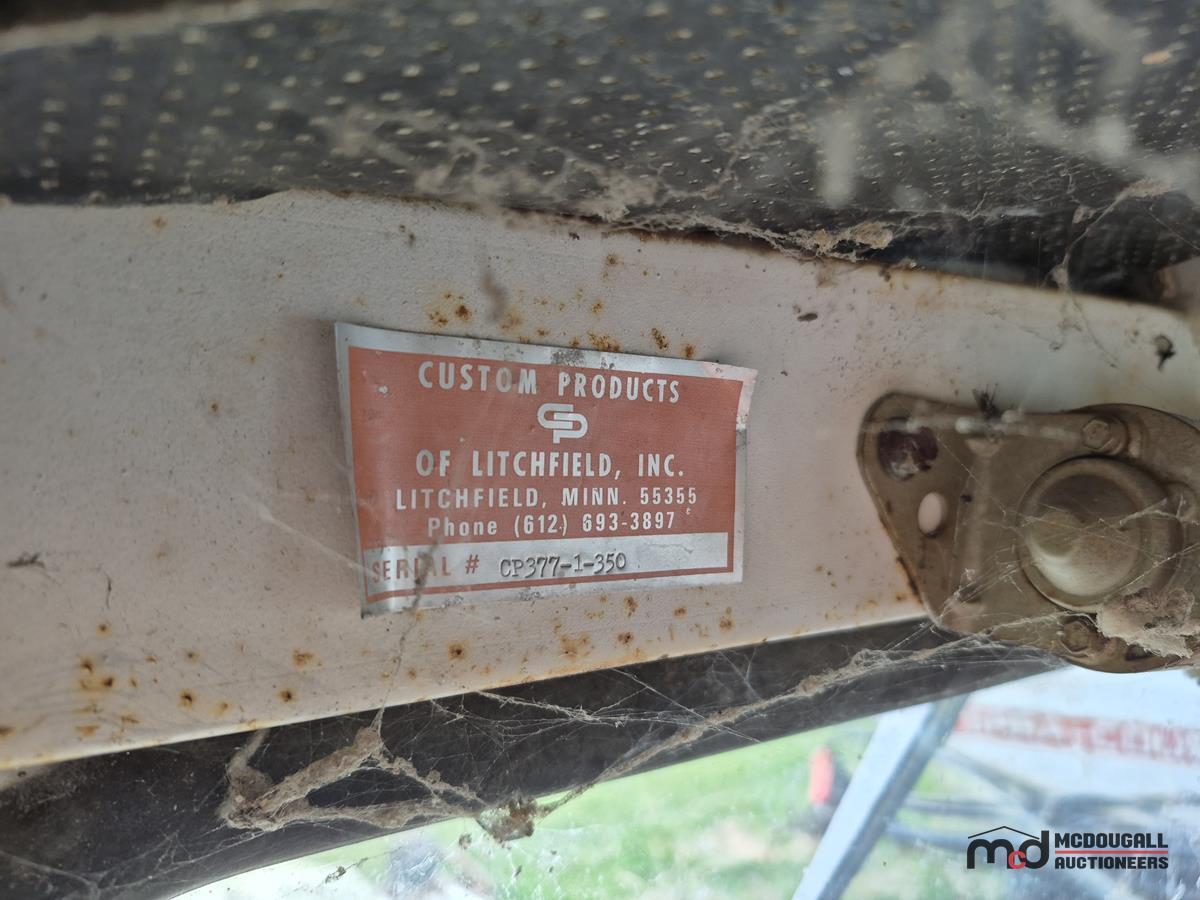 CUSTOM PRODUCTS
CP
OF LITCHFIELD, INC.
LITCHFIELD, MINN. 55355
Phone (612) 693-3897
SERIAL # CP377-1-350
mcd MCDOUGALL
AUCTIONEERS